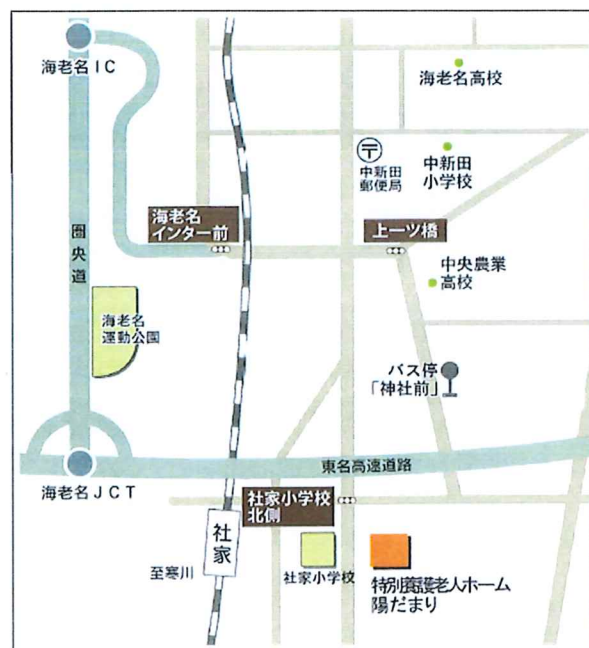 海老名IC
海老名高校
〒
中新田
郵便局
中新田
小学校
海老名
インター前
上一ツ橋
圏央道
中央農業
高校
海老名
運動公園
バス停
「神社前」
東名高速道路
海老名JCT
社家小学校
北側
社家
至寒川
社家小学校
特別養護老人ホーム
陽だまり